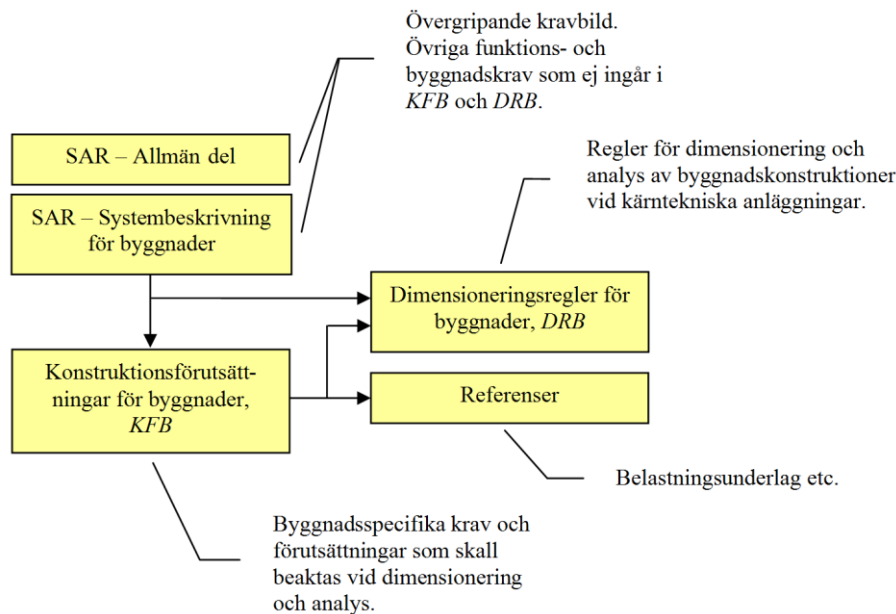 Övergripande kravbild.
Övriga funktions- och
byggnadskrav som ej ingår i
KFB och DRB.
SAR – Allmän del
Regler för dimensionering och
analys av byggnadskonstruktioner
vid kärntekniska anläggningar.
SAR – Systembeskrivning
för byggnader
Dimensioneringsregler för
byggnader, DRB
Konstruktionsförutsätt-
ningar för byggnader,
KFB
Referenser
Belastningsunderlag etc.
Byggnadsspecifika krav och
förutsättningar som skall
beaktas vid dimensionering
och analys.